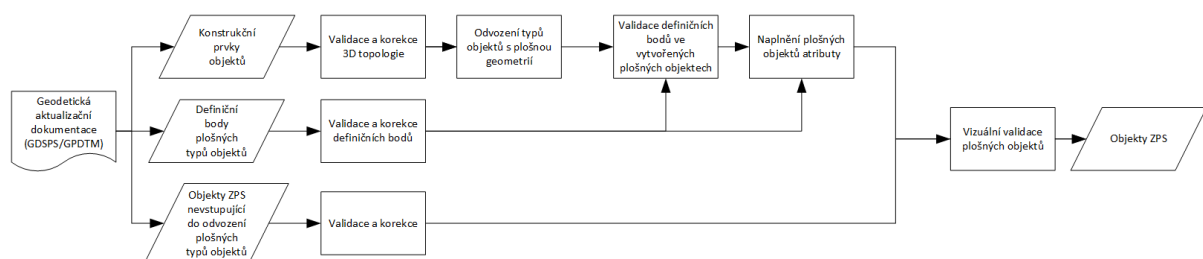 Konstrukční
prvky
objektů
Validace a korekce
3D topologie
Odvození typů
objektů s plošnou
geometrií
Validace definičních
bodů ve
vytvořených
plošných objektech
Naplnění plošných
objektů atributy
Geodetická
aktualizační
dokumentace
(GDSPS/GPDTM)
Definiční
body
plošných
typů objektů
Validace a korekce
definičních bodů
Vizuální validace
plošných objektů
Objekty ZPS
Objekty ZPS
nevstupující
do odvození
plošných
typů objektů
Validace a korekce